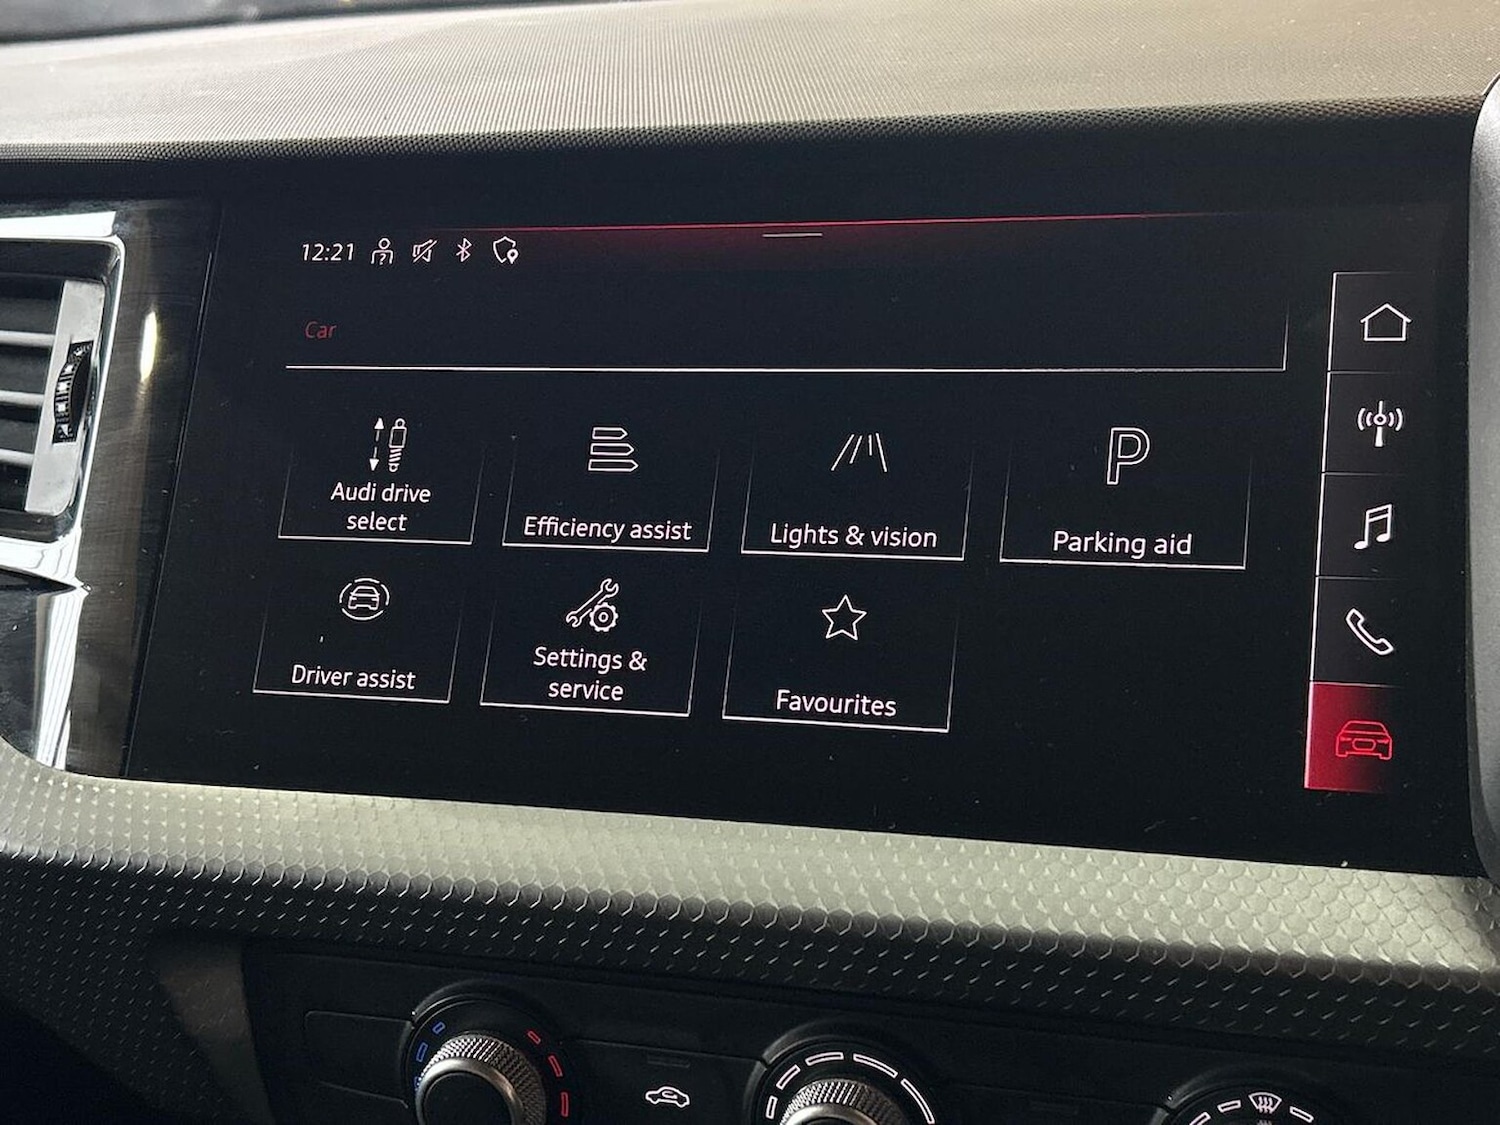 12:21
Car
Audi drive
select
Efficiency assist
Lights & vision
P
Parking aid
Driver assist
Settings &
service
Favourites